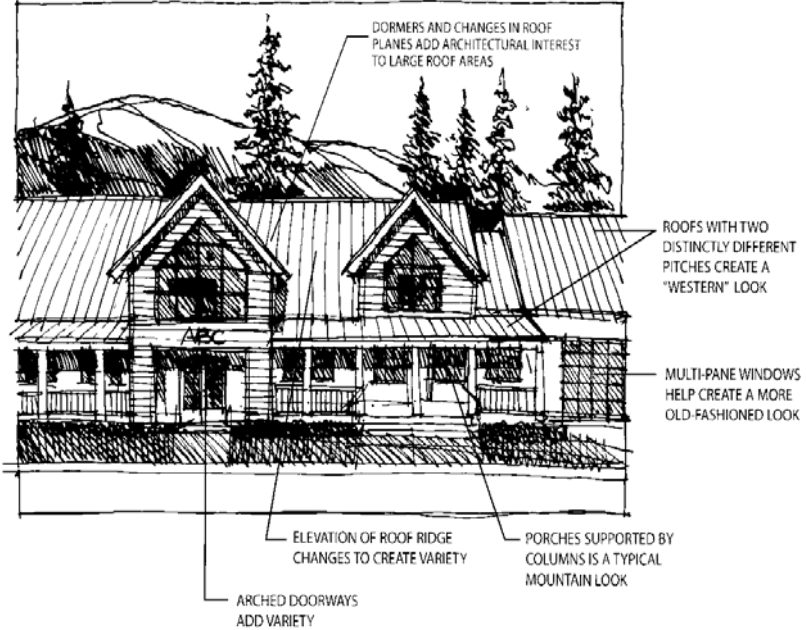 DORMERS AND CHANGES IN ROOF
PLANES ADD ARCHITECTURAL INTEREST
TO LARGE ROOF AREAS
ROOFS WITH TWO
DISTINCTLY DIFFERENT
PITCHES CREATE A
"WESTERN" LOOK
ABC
MULTI-PANE WINDOWS
HELP CREATE A MORE
OLD-FASHIONED LOOK
ELEVATION OF ROOF RIDGE
CHANGES TO CREATE VARIETY
PORCHES SUPPORTED BY
COLUMNS IS A TYPICAL
MOUNTAIN LOOK
ARCHED DOORWAYS
ADD VARIETY